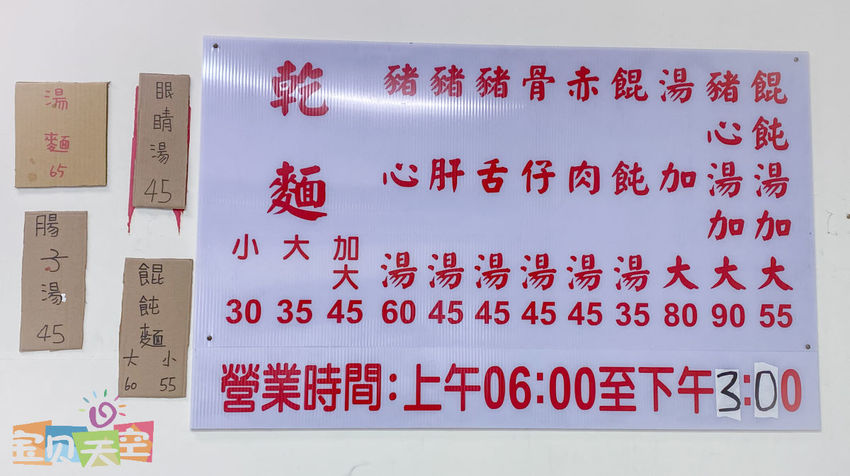 湯麵
65
眼睛湯
45
腸子湯
45
餛飩麵
大 小
60 55
乾麵
小 30
大 35
加大 45
豬心湯 60
豬肝湯 45
豬舌湯 45
骨仔湯 45
赤肉湯 45
餛飩湯 35
湯加大 80
豬心湯加大 90
餛飩湯加大 55
營業時間:上午06:00至下午3:00
宝贝天空